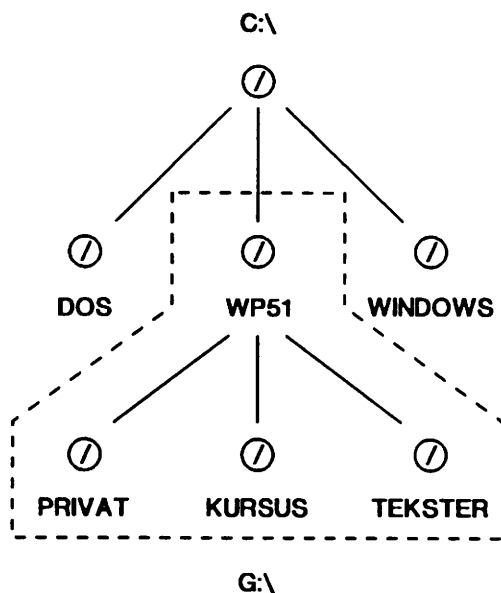 C:\
DOS
WP51
WINDOWS
PRIVAT
KURSUS
TEKSTER
G:\